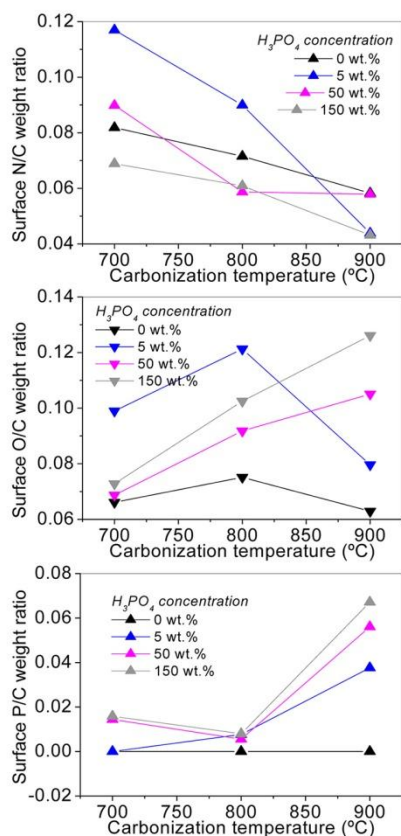 Surface N/C weight ratio
0.12
0.10
0.08
0.06
0.04
H₃PO₄ concentration
0 wt.%
5 wt.%
50 wt.%
150 wt.%
700 750 800 850 900
Carbonization temperature (ºC)
Surface O/C weight ratio
0.14
0.12
0.10
0.08
0.06
H₃PO₄ concentration
0 wt.%
5 wt.%
50 wt.%
150 wt.%
700 750 800 850 900
Carbonization temperature (ºC)
Surface P/C weight ratio
0.08
0.06
0.04
0.02
0.00
-0.02
H₃PO₄ concentration
0 wt.%
5 wt.%
50 wt.%
150 wt.%
700 750 800 850 900
Carbonization temperature (ºC)